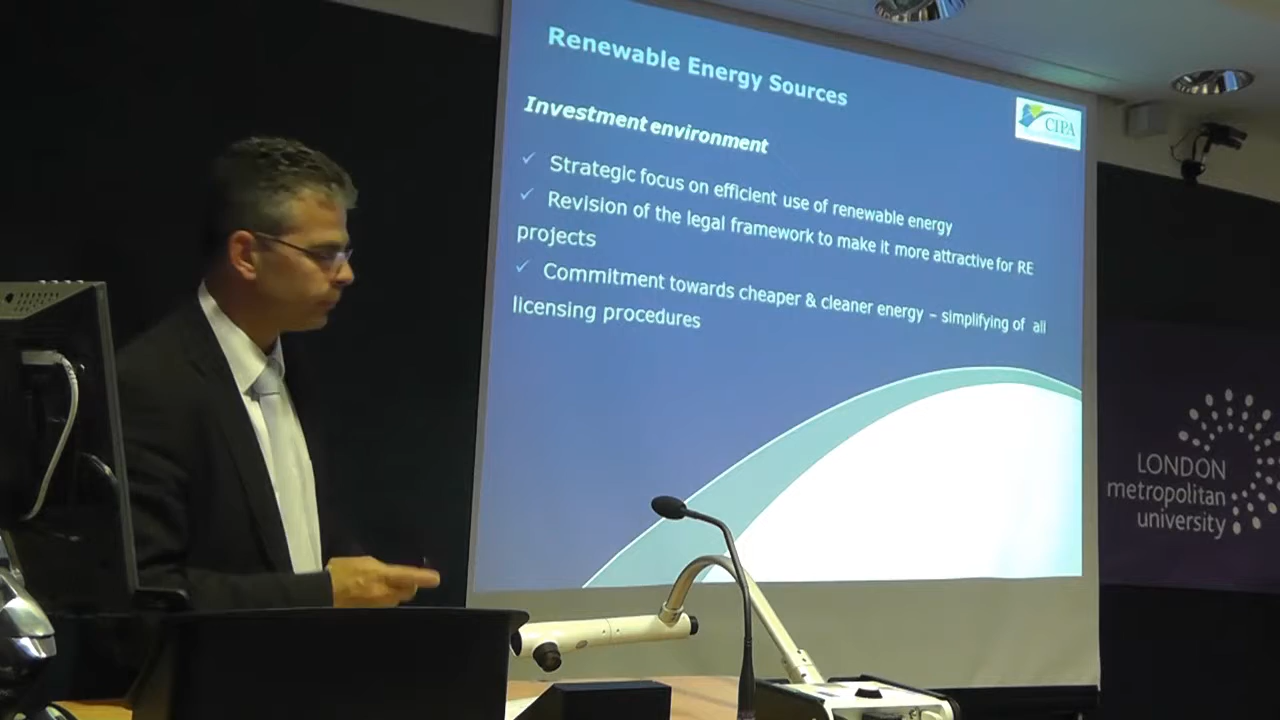 Renewable Energy Sources
CIPA
Investment environment
✓ Strategic focus on efficient use of renewable energy
✓ Revision of the legal framework to make it more attractive for RE
projects
✓ Commitment towards cheaper & cleaner energy – simplifying of all
licensing procedures
LONDON
metropolitan
university